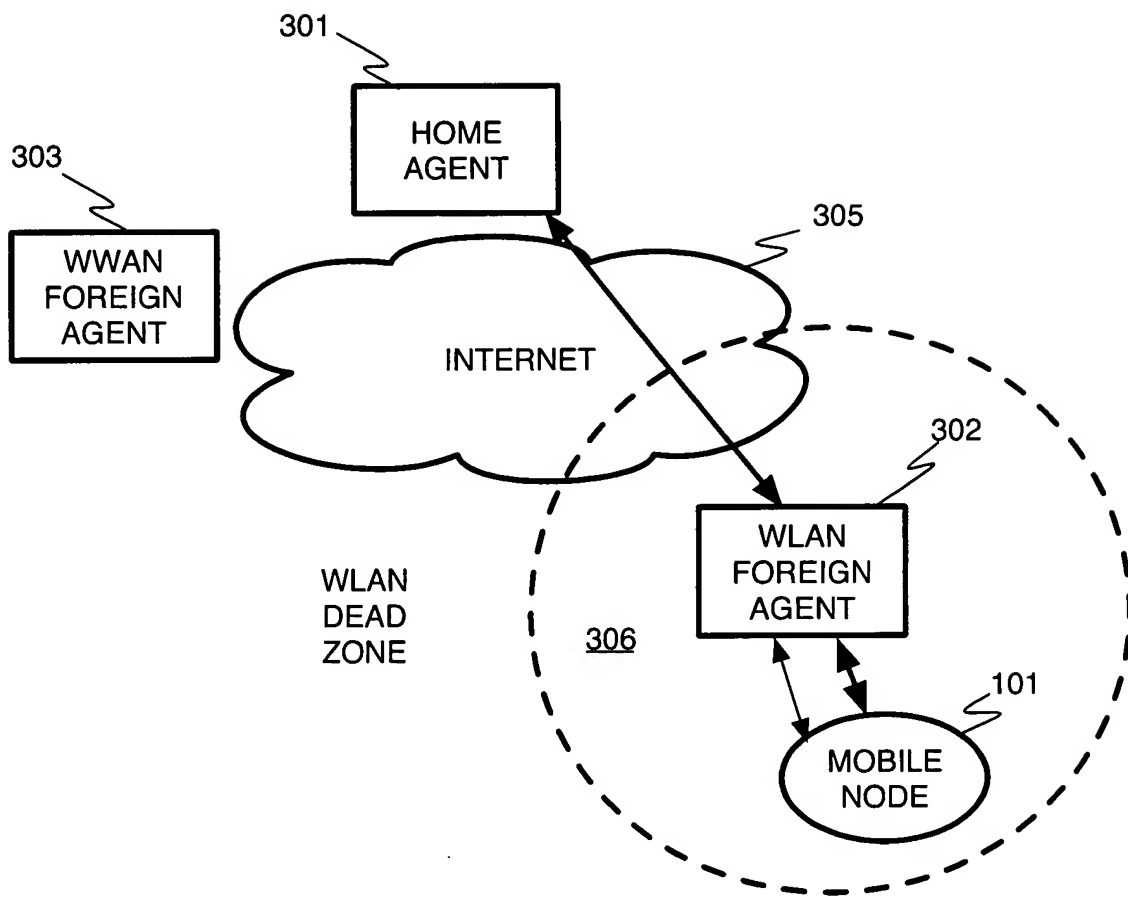 301
HOME
AGENT
303
WWAN
FOREIGN
AGENT
305
INTERNET
302
WLAN
FOREIGN
AGENT
WLAN
DEAD
ZONE
306
101
MOBILE
NODE